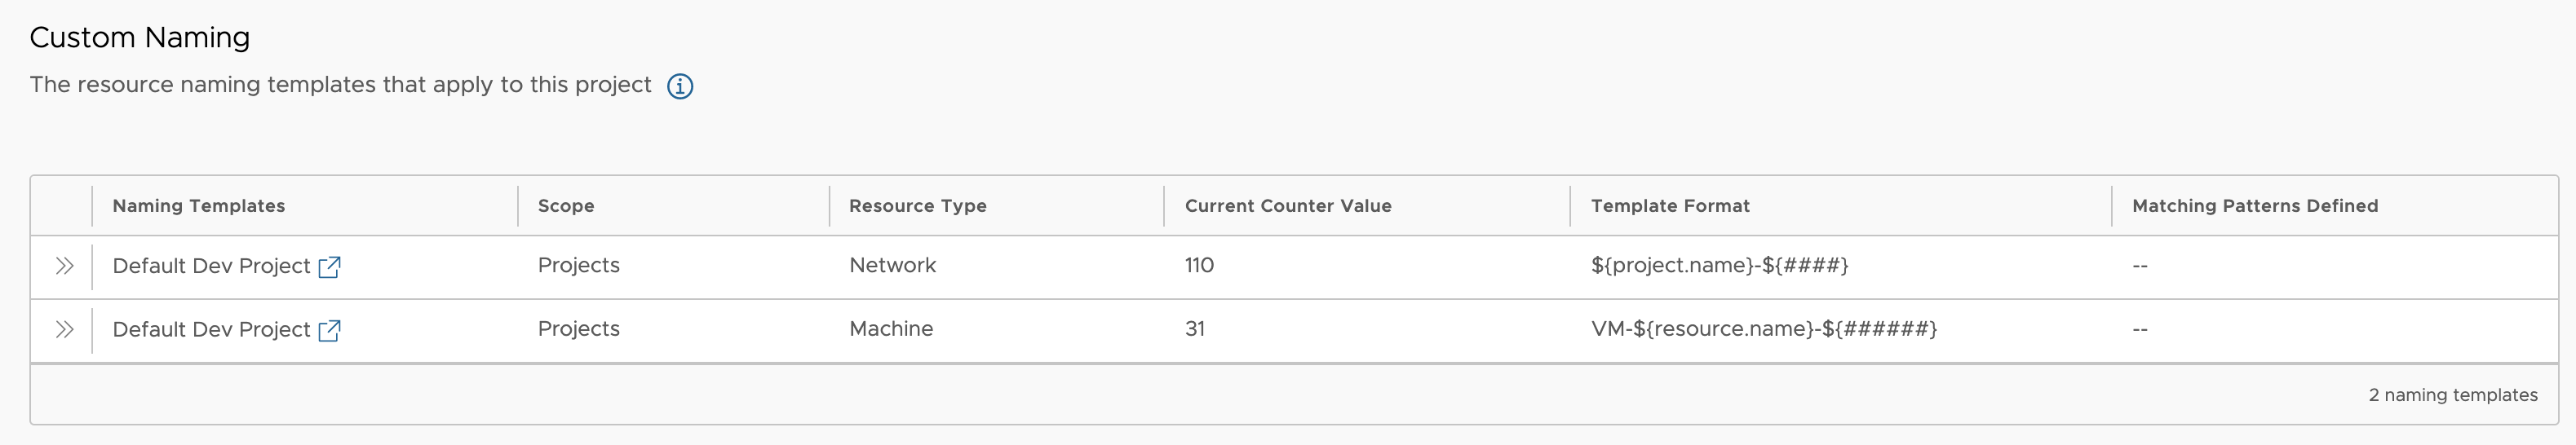 Custom Naming
The resource naming templates that apply to this project
Naming Templates Scope Resource Type Current Counter Value Template Format Matching Patterns Defined
Default Dev Project Projects Network 110 ${project.name}-${####} --
Default Dev Project Projects Machine 31 VM-${resource.name}-${######} --
2 naming templates